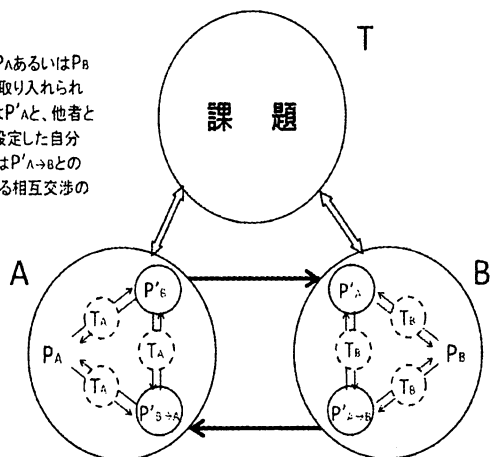 T
PAあるいはPB
取り入れられ
はP'Aと、他者と
設定した自分
はP'A→Bとの
る相互交渉の
課 題
A
B
P'B
P'A
TA
TB
PA
TA
TB
PB
TA
TB
P'B→A
P'A→B